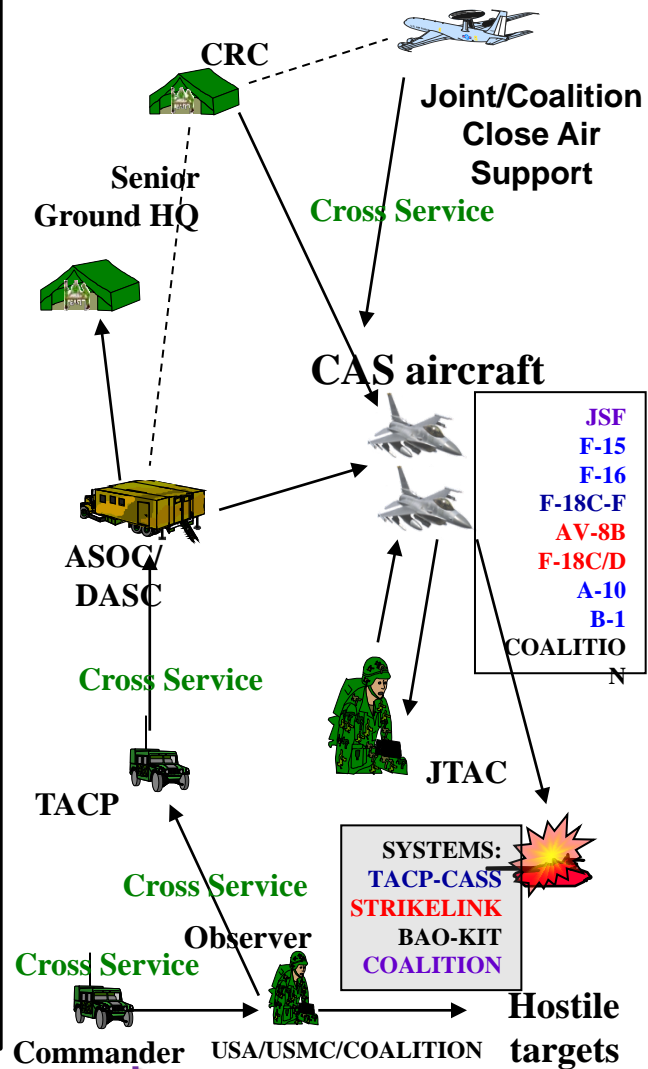 CRC
Joint/Coalition
Close Air
Support
Senior
Ground HQ
Cross Service
CAS aircraft
JSF
F-15
F-16
F-18C-F
AV-8B
F-18C/D
A-10
B-1
COALITIO
N
ASOC/
DASC
Cross Service
JTAC
TACP
SYSTEMS:
TACP-CASS
STRIKELINK
BAO-KIT
COALITION
Cross Service
Observer
Cross Service
Hostile
targets
Commander
USA/USMC/COALITION